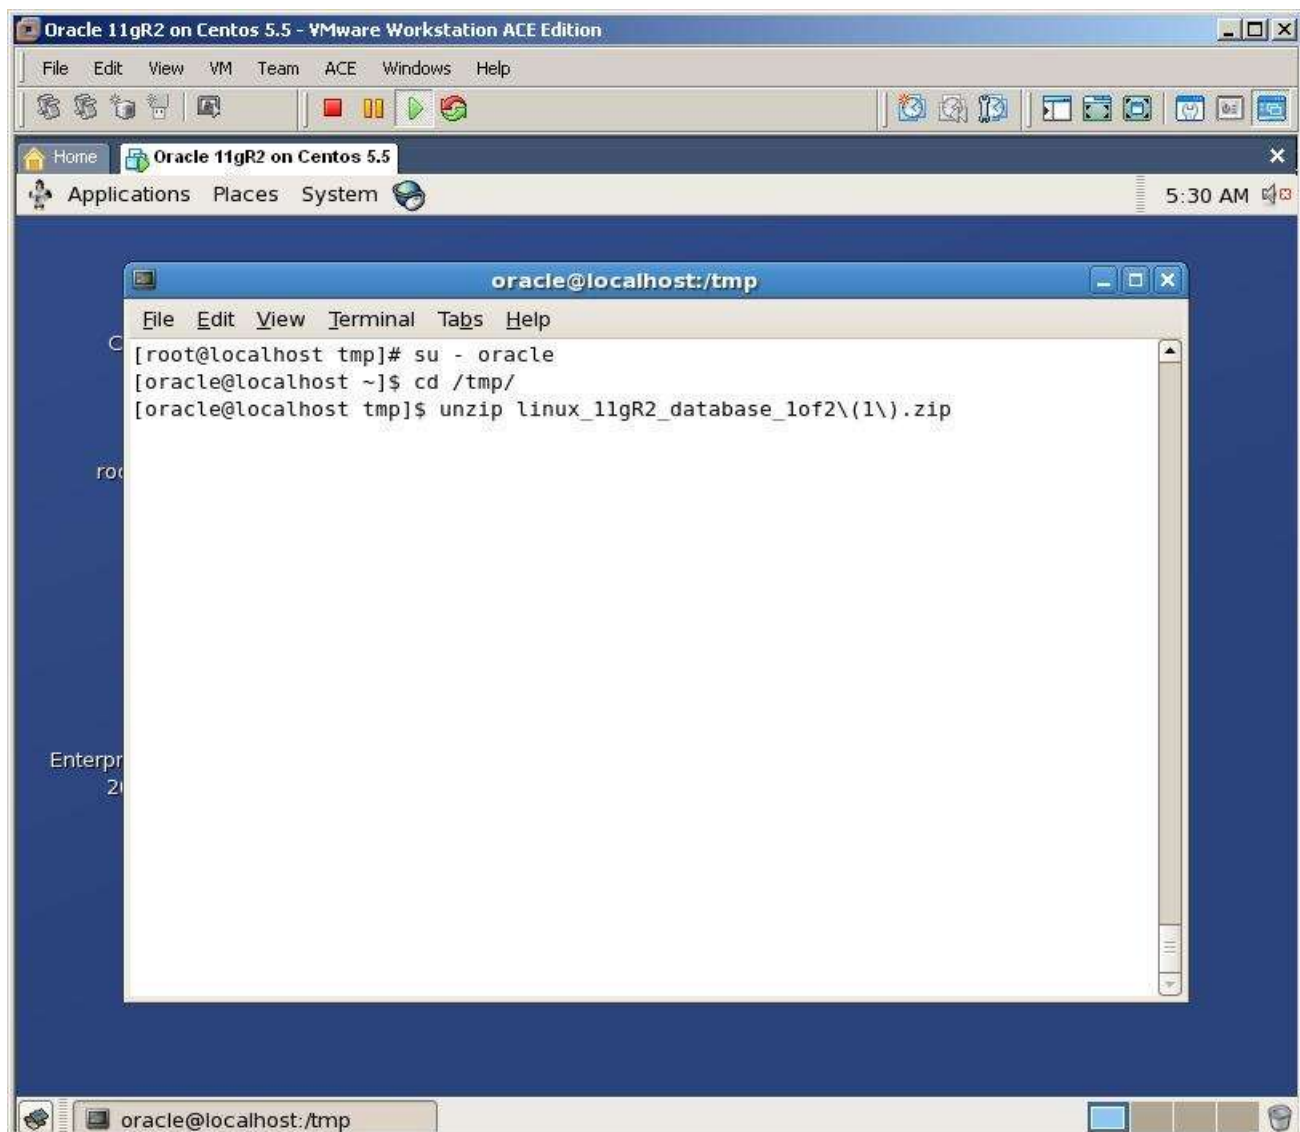 Oracle 11gR2 on Centos 5.5 - VMware Workstation ACE Edition
File Edit View VM Team ACE Windows Help
Home Oracle 11gR2 on Centos 5.5
Applications Places System 5:30 AM
oracle@localhost:/tmp
File Edit View Terminal Tabs Help
C
[root@localhost tmp]# su - oracle
[oracle@localhost ~]$ cd /tmp/
[oracle@localhost tmp]$ unzip linux_11gR2_database_1of2\(1\).zip
roo
Enterpr
20
oracle@localhost:/tmp